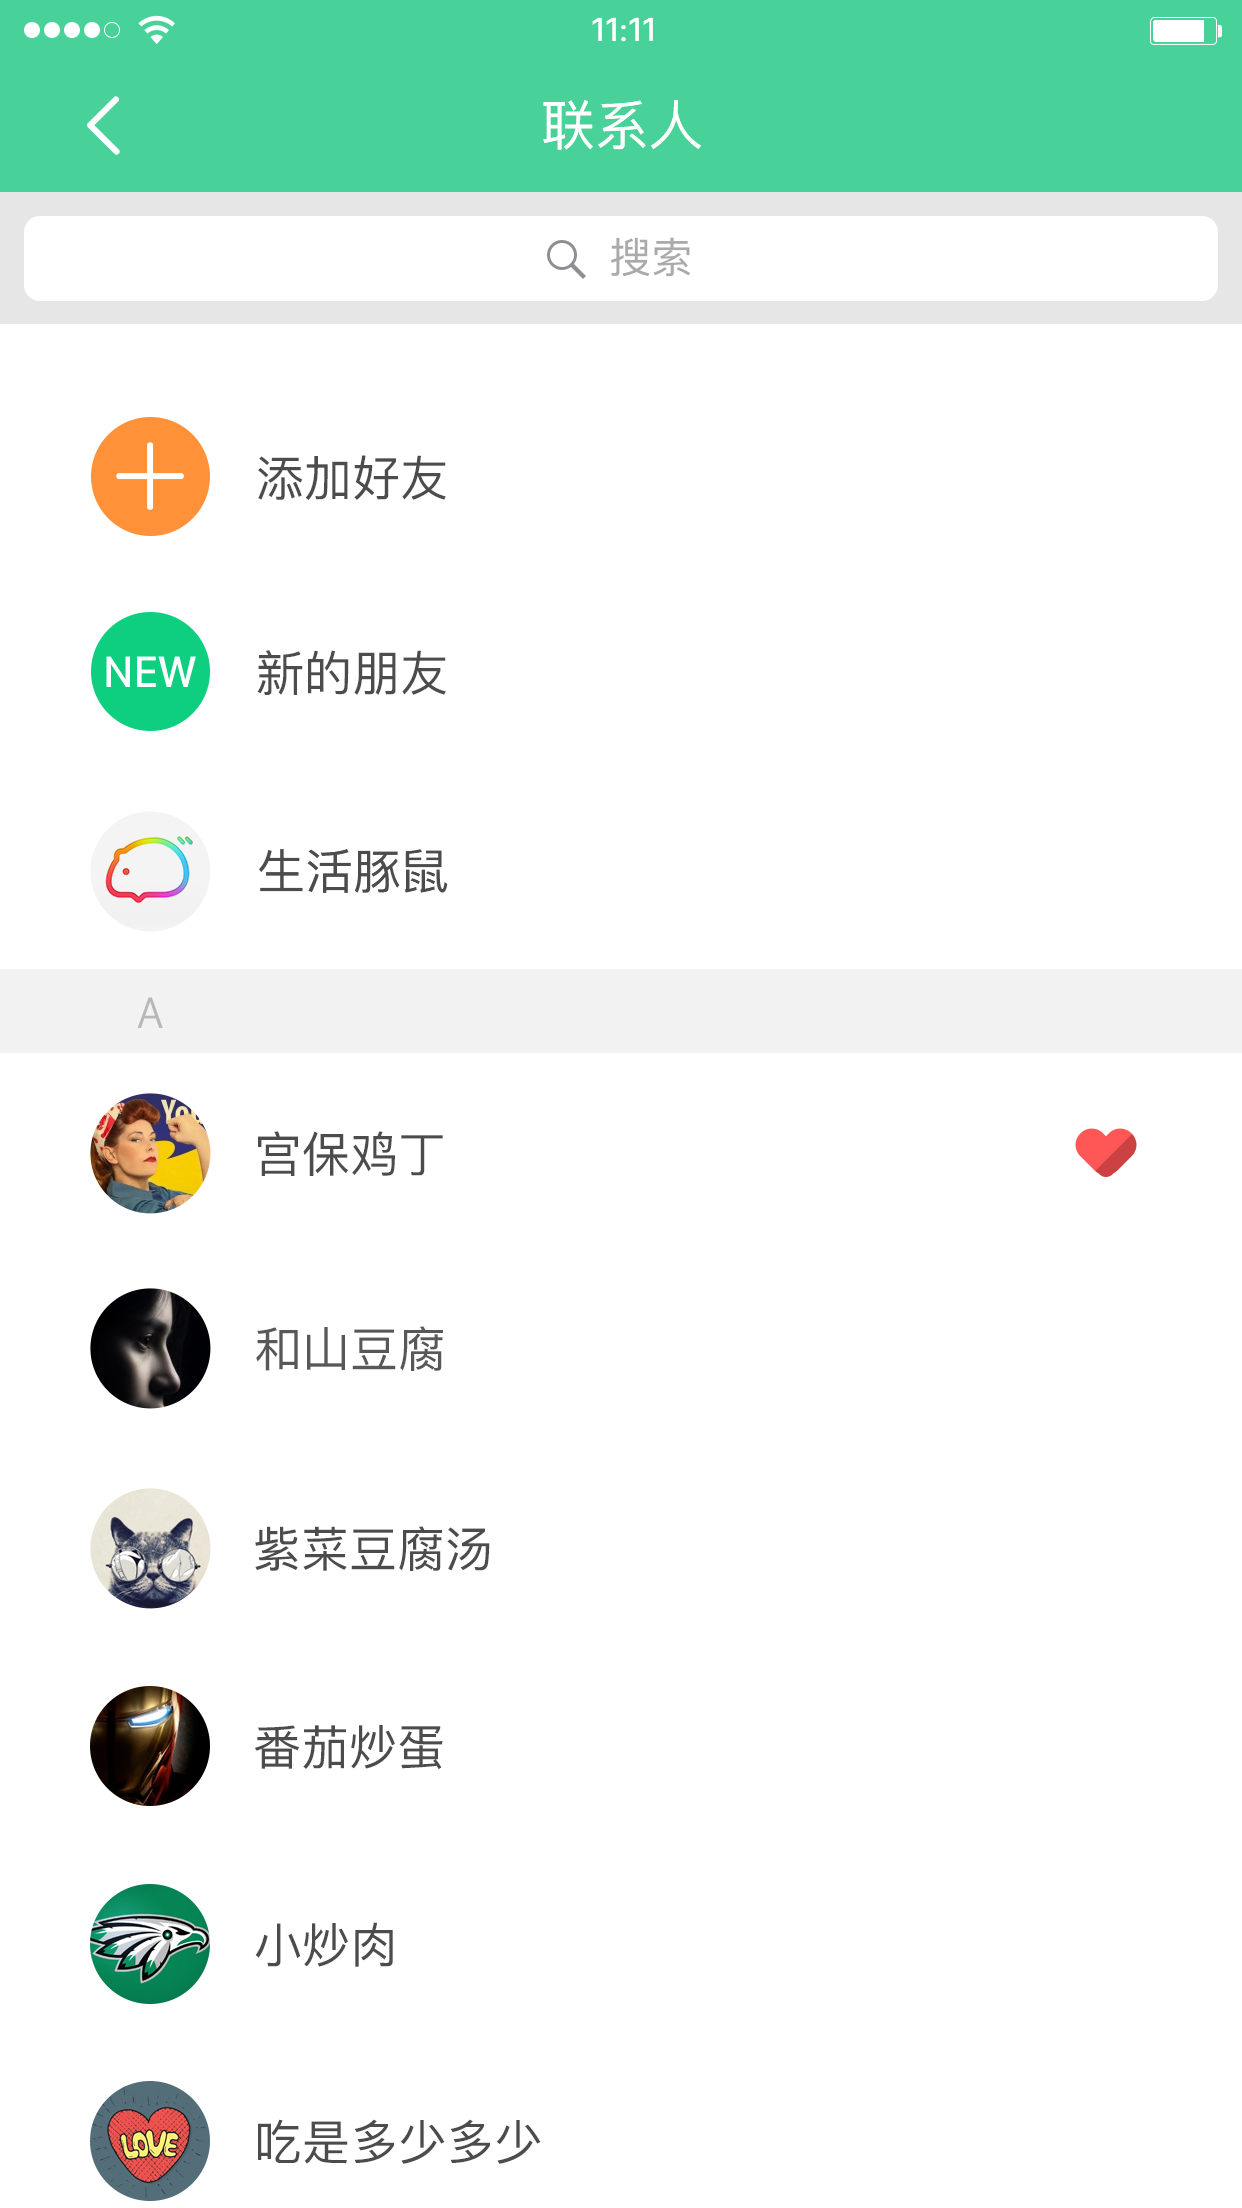 11:11
联系人
搜索
添加好友
NEW
新的朋友
生活豚鼠
A
宫保鸡丁
和山豆腐
紫菜豆腐汤
番茄炒蛋
小炒肉
LOVE
吃是多少多少